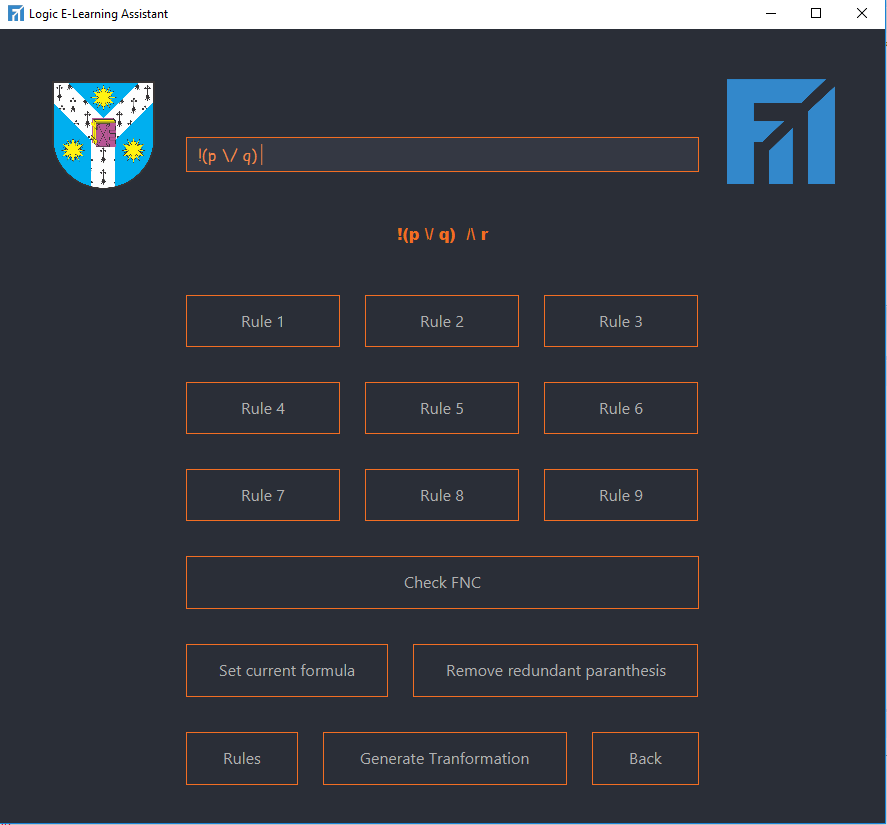 Logic E-Learning Assistant
!(p \/ q)
!(p \/ q)  /\ r
Rule 1 Rule 2 Rule 3
Rule 4 Rule 5 Rule 6
Rule 7 Rule 8 Rule 9
Check FNC
Set current formula Remove redundant paranthesis
Rules Generate Tranformation Back